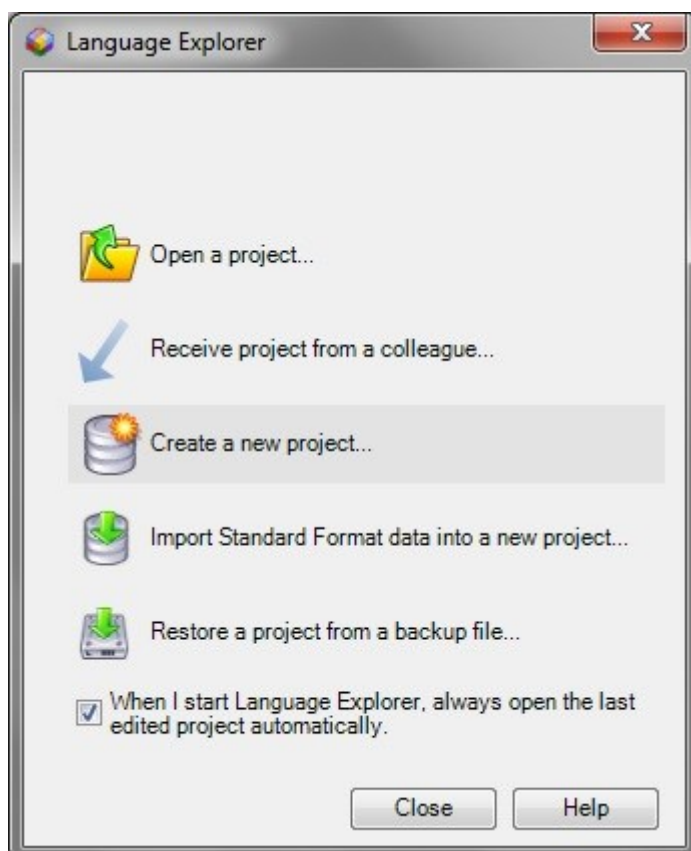 Language Explorer
Open a project...
Receive project from a colleague...
Create a new project...
Import Standard Format data into a new project...
Restore a project from a backup file...
When I start Language Explorer, always open the last
edited project automatically.
Close Help